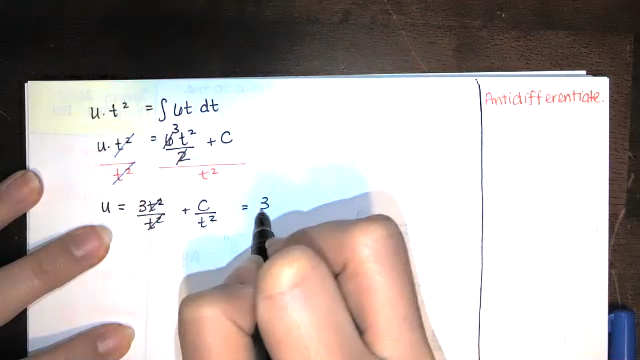 u · t² = ∫ 6t dt
Antidifferentiate.
u · t² = 6³t²/2 + C
t² t²
u = 3t²/t² + C/t² = 3